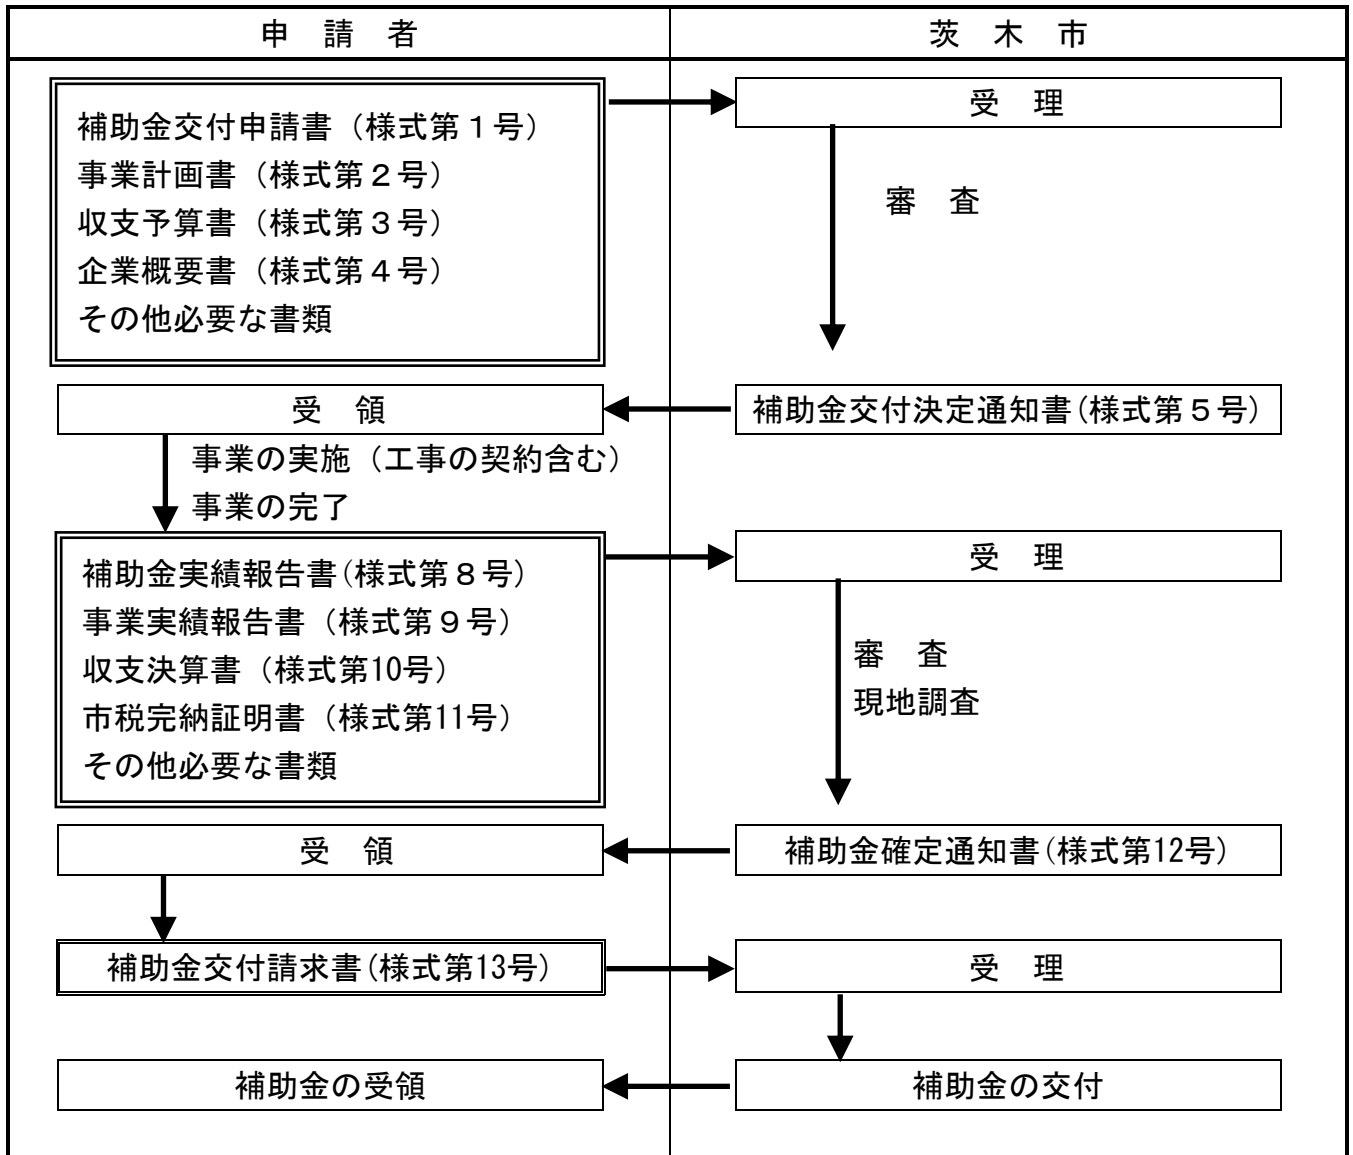 申　請　者
茨　木　市
補助金交付申請書（様式第１号）
事業計画書（様式第２号）
収支予算書（様式第３号）
企業概要書（様式第４号）
その他必要な書類
受　理
審　査
補助金交付決定通知書(様式第５号)
受　領
事業の実施（工事の契約含む）
事業の完了
補助金実績報告書(様式第８号)
事業実績報告書（様式第９号）
収支決算書（様式第10号）
市税完納証明書（様式第11号）
その他必要な書類
受　理
審　査
現地調査
補助金確定通知書(様式第12号)
受　領
補助金交付請求書(様式第13号)
受　理
補助金の交付
補助金の受領